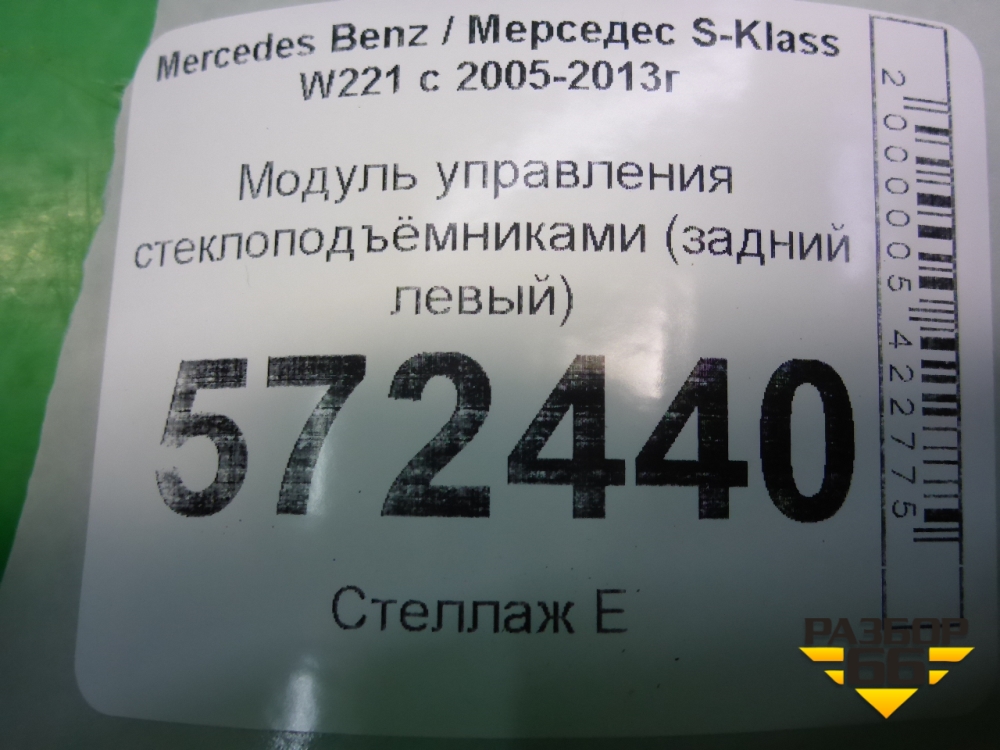 Mercedes Benz / Мерседес S-Klass
W221 с 2005-2013г
Модуль управления
стеклоподъёмниками (задний
левый)
572440
Стеллаж Е
2000005422775
РАЗБОР
66